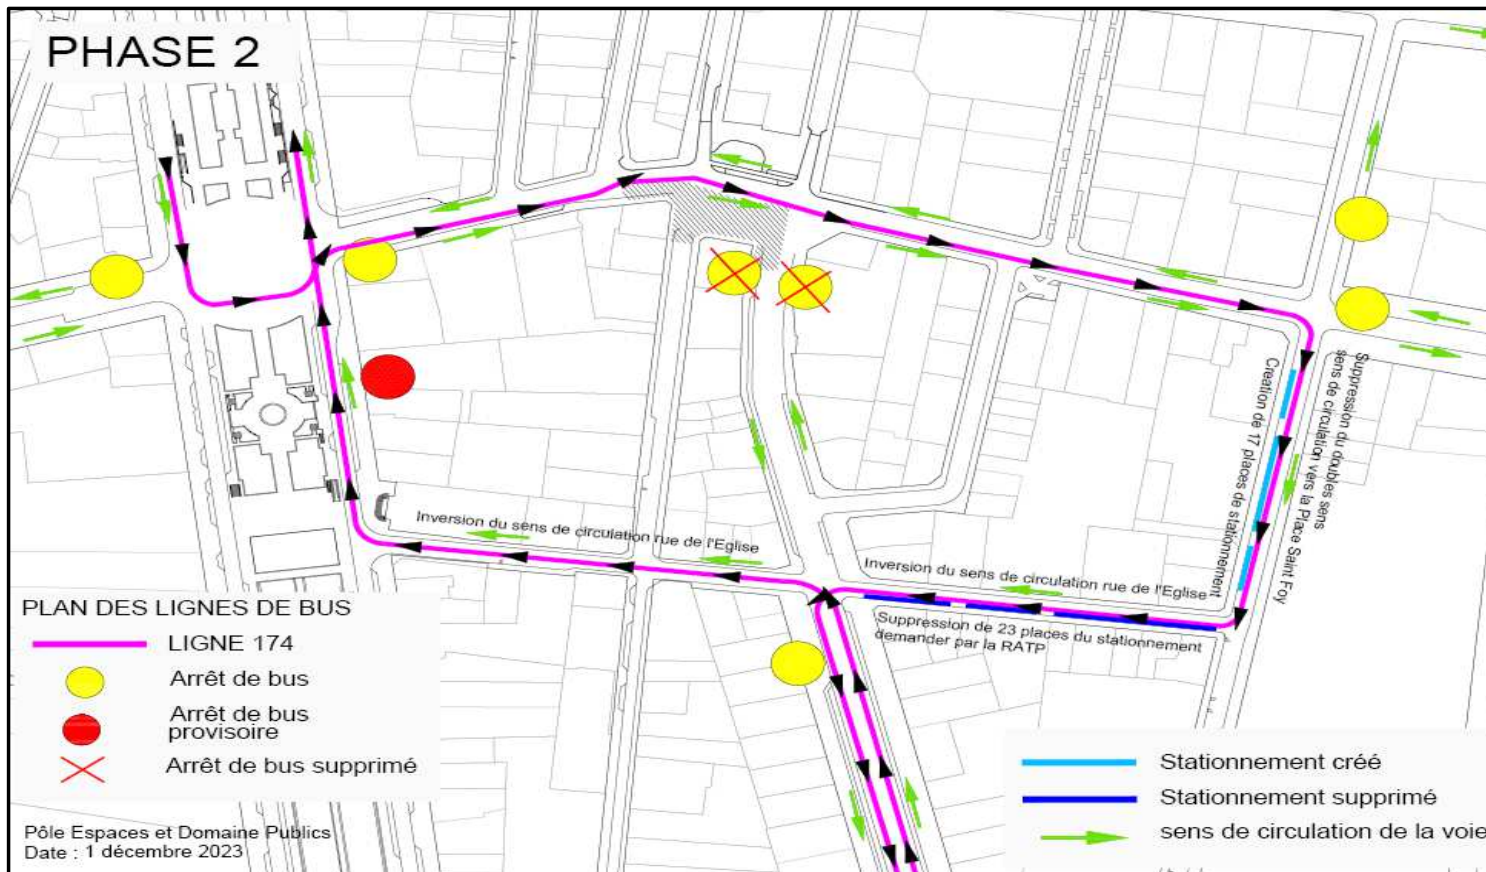 PHASE 2
Création de 17 places de stationnement
Suppression du doubles sens
sens de circulation vers la Place Saint Foy
Inversion du sens de circulation rue de l'Eglise
Inversion du sens de circulation rue de l'Eglise
Suppression de 23 places du stationnement
demander par la RATP
PLAN DES LIGNES DE BUS
LIGNE 174
Arrêt de bus
Arrêt de bus
provisoire
Arrêt de bus supprimé
Pôle Espaces et Domaine Publics
Date : 1 décembre 2023
Stationnement créé
Stationnement supprimé
sens de circulation de la voie